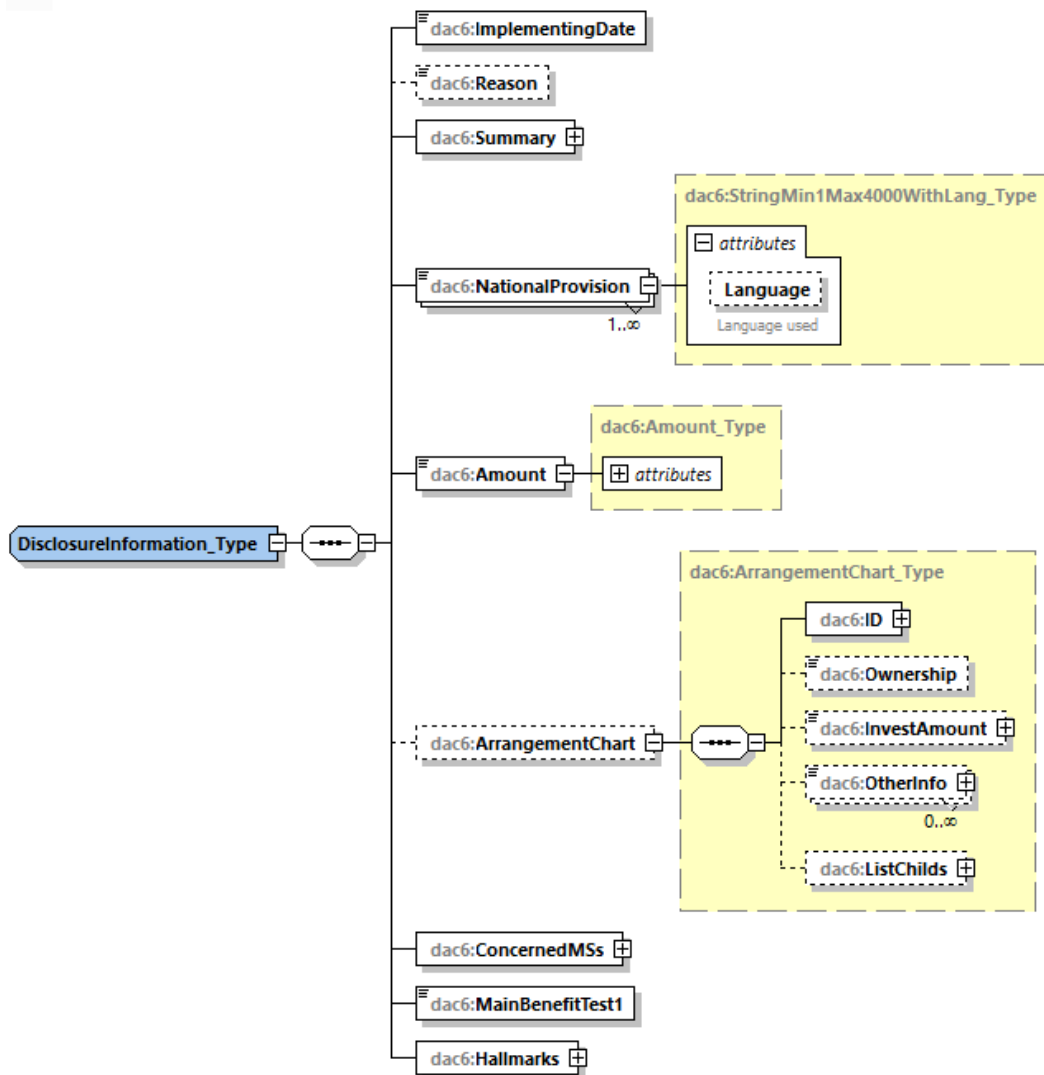 dac6:ImplementingDate
dac6:Reason
dac6:Summary
dac6:StringMin1Max4000WithLang_Type
attributes
dac6:NationalProvision
Language
Language used
1..∞
dac6:Amount_Type
dac6:Amount
attributes
DisclosureInformation_Type
dac6:ArrangementChart_Type
dac6:ID
dac6:Ownership
dac6:InvestAmount
dac6:ArrangementChart
dac6:OtherInfo
0..∞
dac6:ListChilds
dac6:ConcernedMSs
dac6:MainBenefitTest1
dac6:Hallmarks